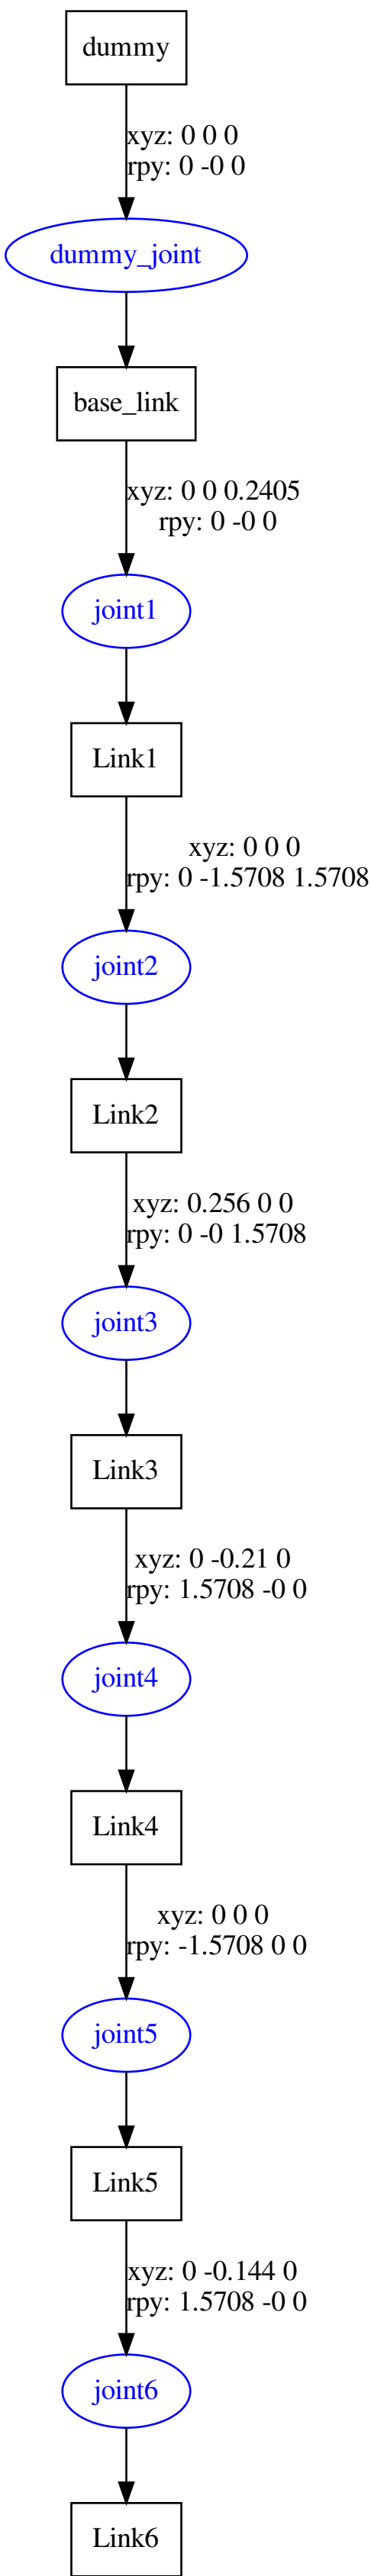 dummy
xyz: 0 0 0
rpy: 0 -0 0
dummy_joint
base_link
xyz: 0 0 0.2405
rpy: 0 -0 0
joint1
Link1
xyz: 0 0 0
rpy: 0 -1.5708 1.5708
joint2
Link2
xyz: 0.256 0 0
rpy: 0 -0 1.5708
joint3
Link3
xyz: 0 -0.21 0
rpy: 1.5708 -0 0
joint4
Link4
xyz: 0 0 0
rpy: -1.5708 0 0
joint5
Link5
xyz: 0 -0.144 0
rpy: 1.5708 -0 0
joint6
Link6